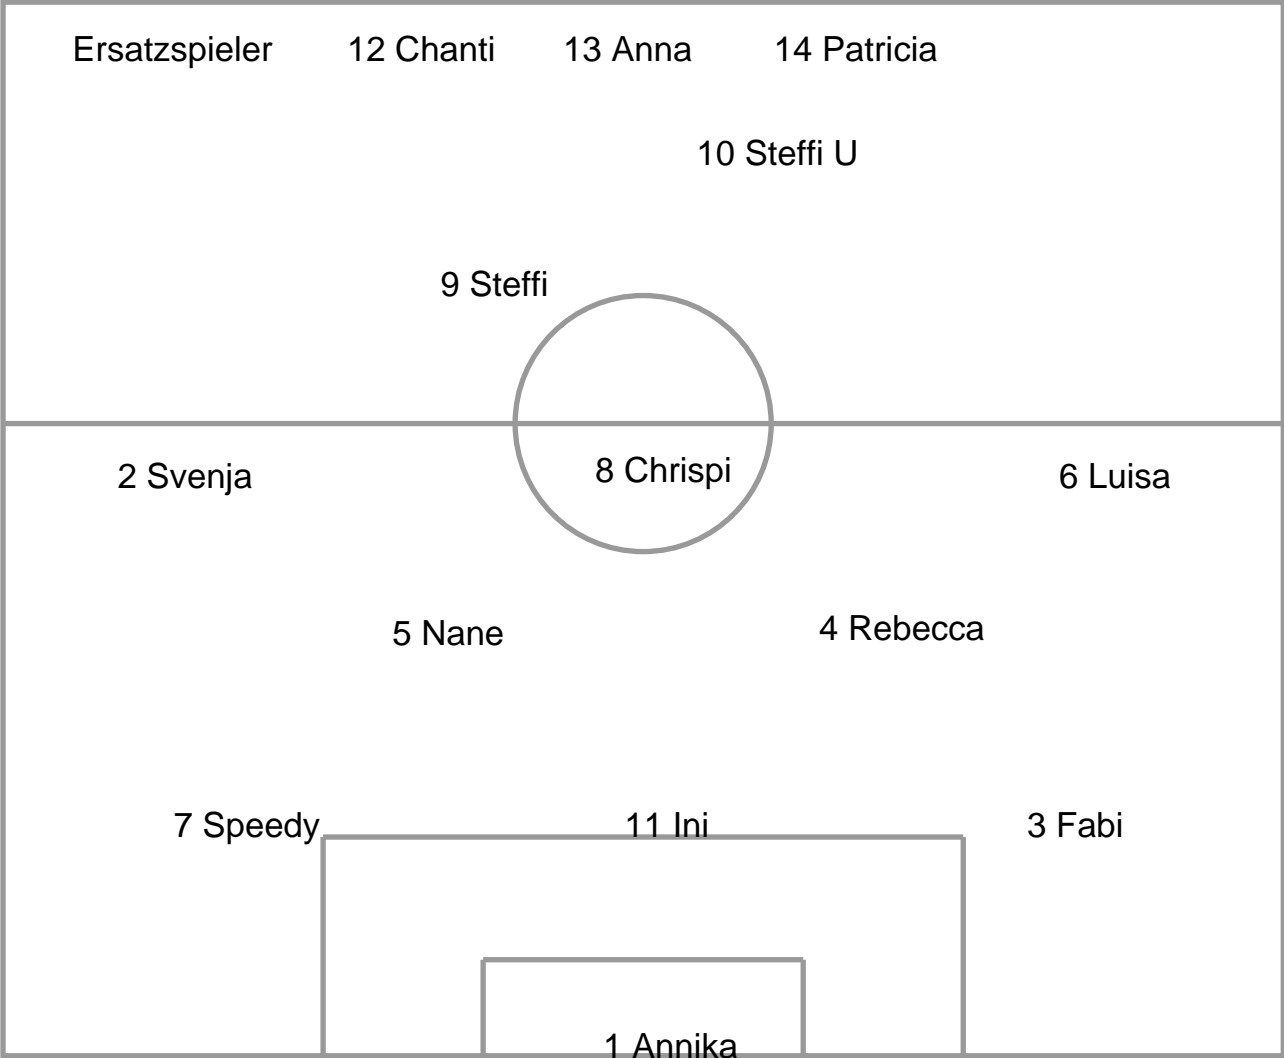 Ersatzspieler 12 Chanti 13 Anna 14 Patricia
10 Steffi U
9 Steffi
2 Svenja 8 Chrispi 6 Luisa
5 Nane 4 Rebecca
7 Speedy 11 Ini 3 Fabi
1 Annika